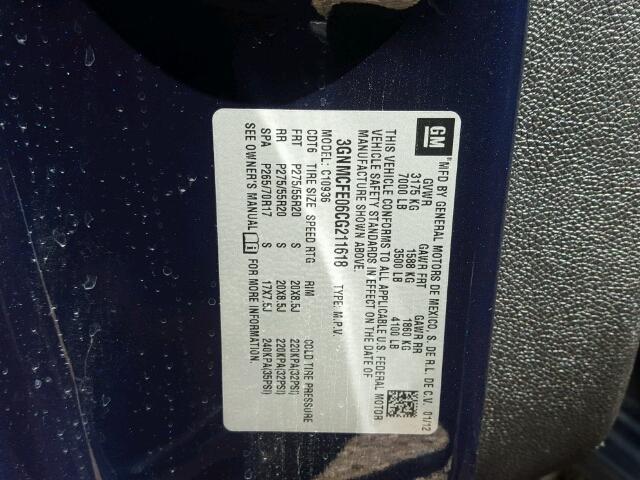 GM
MFD BY GENERAL MOTORS DE MEXICO, S. DE R.L. DE C.V. 01/12
GVWR GAWR FRT GAWR RR
3175 KG 1588 KG 1860 KG
7000 LB 3500 LB 4100 LB
THIS VEHICLE CONFORMS TO ALL APPLICABLE U.S. FEDERAL MOTOR
VEHICLE SAFETY STANDARDS IN EFFECT ON THE DATE OF
MANUFACTURE SHOWN ABOVE.
3GNMCFE06CG211618 TYPE: M.P.V.
MODEL: C10936
CDT6 TIRE SIZE SPEED RTG RIM COLD TIRE PRESSURE
FRT P275/55R20 S 20X8.5J 220KPA(32PSI)
RR P275/55R20 S 20X8.5J 220KPA(32PSI)
SPA P265/70R17 S 17X7.5J 240KPA(35PSI)
SEE OWNER'S MANUAL FOR MORE INFORMATION.